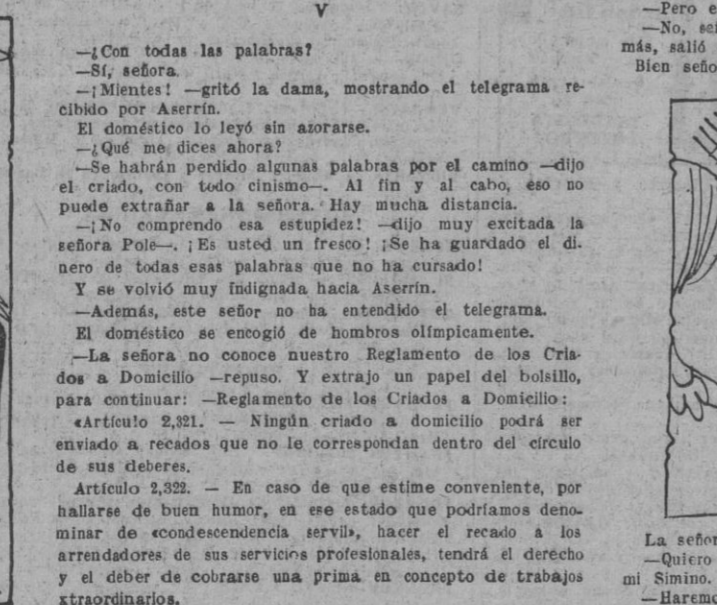 V
—¿Con todas las palabras?
—Sí, señora.
—¡Mientes! —gritó la dama, mostrando el telegrama re-
cibido por Aserrín.
El doméstico lo leyó sin azorarse.
—¿Qué me dices ahora?
—Se habrán perdido algunas palabras por el camino —dijo
el criado, con todo cinismo—. Al fin y al cabo, eso no
puede extrañar a la señora. Hay mucha distancia.
—¡No comprendo esa estupidez! —dijo muy excitada la
señora Pole—. ¡Es usted un fresco! ¡Se ha guardado el di-
nero de todas esas palabras que no ha cursado!
Y se volvió muy indignada hacia Aserrín.
—Además, este señor no ha entendido el telegrama.
El doméstico se encogió de hombros olímpicamente.
—La señora no conoce nuestro Reglamento de los Cria-
dos a Domicilio —repuso. Y extrajo un papel del bolsillo,
para continuar: —Reglamento de los Criados a Domicilio:
«Artículo 2,321. — Ningún criado a domicilio podrá ser
enviado a recados que no le correspondan dentro del círculo
de sus deberes.
Artículo 2,322. — En caso de que estime conveniente, por
hallarse de buen humor, en ese estado que podríamos deno-
minar de «condescendencia servil», hacer el recado a los
arrendadores de sus servicios profesionales, tendrá el derecho
y el deber de cobrarse una prima en concepto de trabajos
xtraordinarios.
—Pero e
—No, señ
más, salió
Bien seño
La señor
—Quiero
mi Simino.
—Haremo